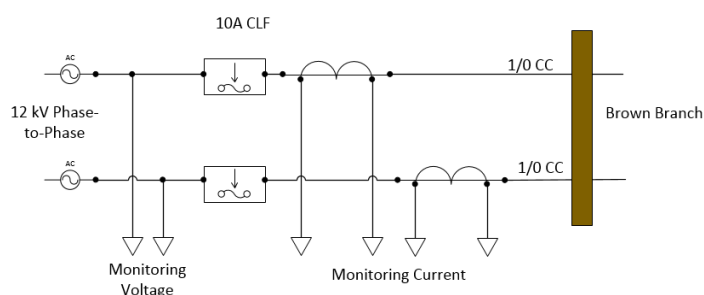 10A CLF
AC
1/0 CC
12 kV Phase-
to-Phase
Brown Branch
AC
1/0 CC
Monitoring
Voltage
Monitoring Current